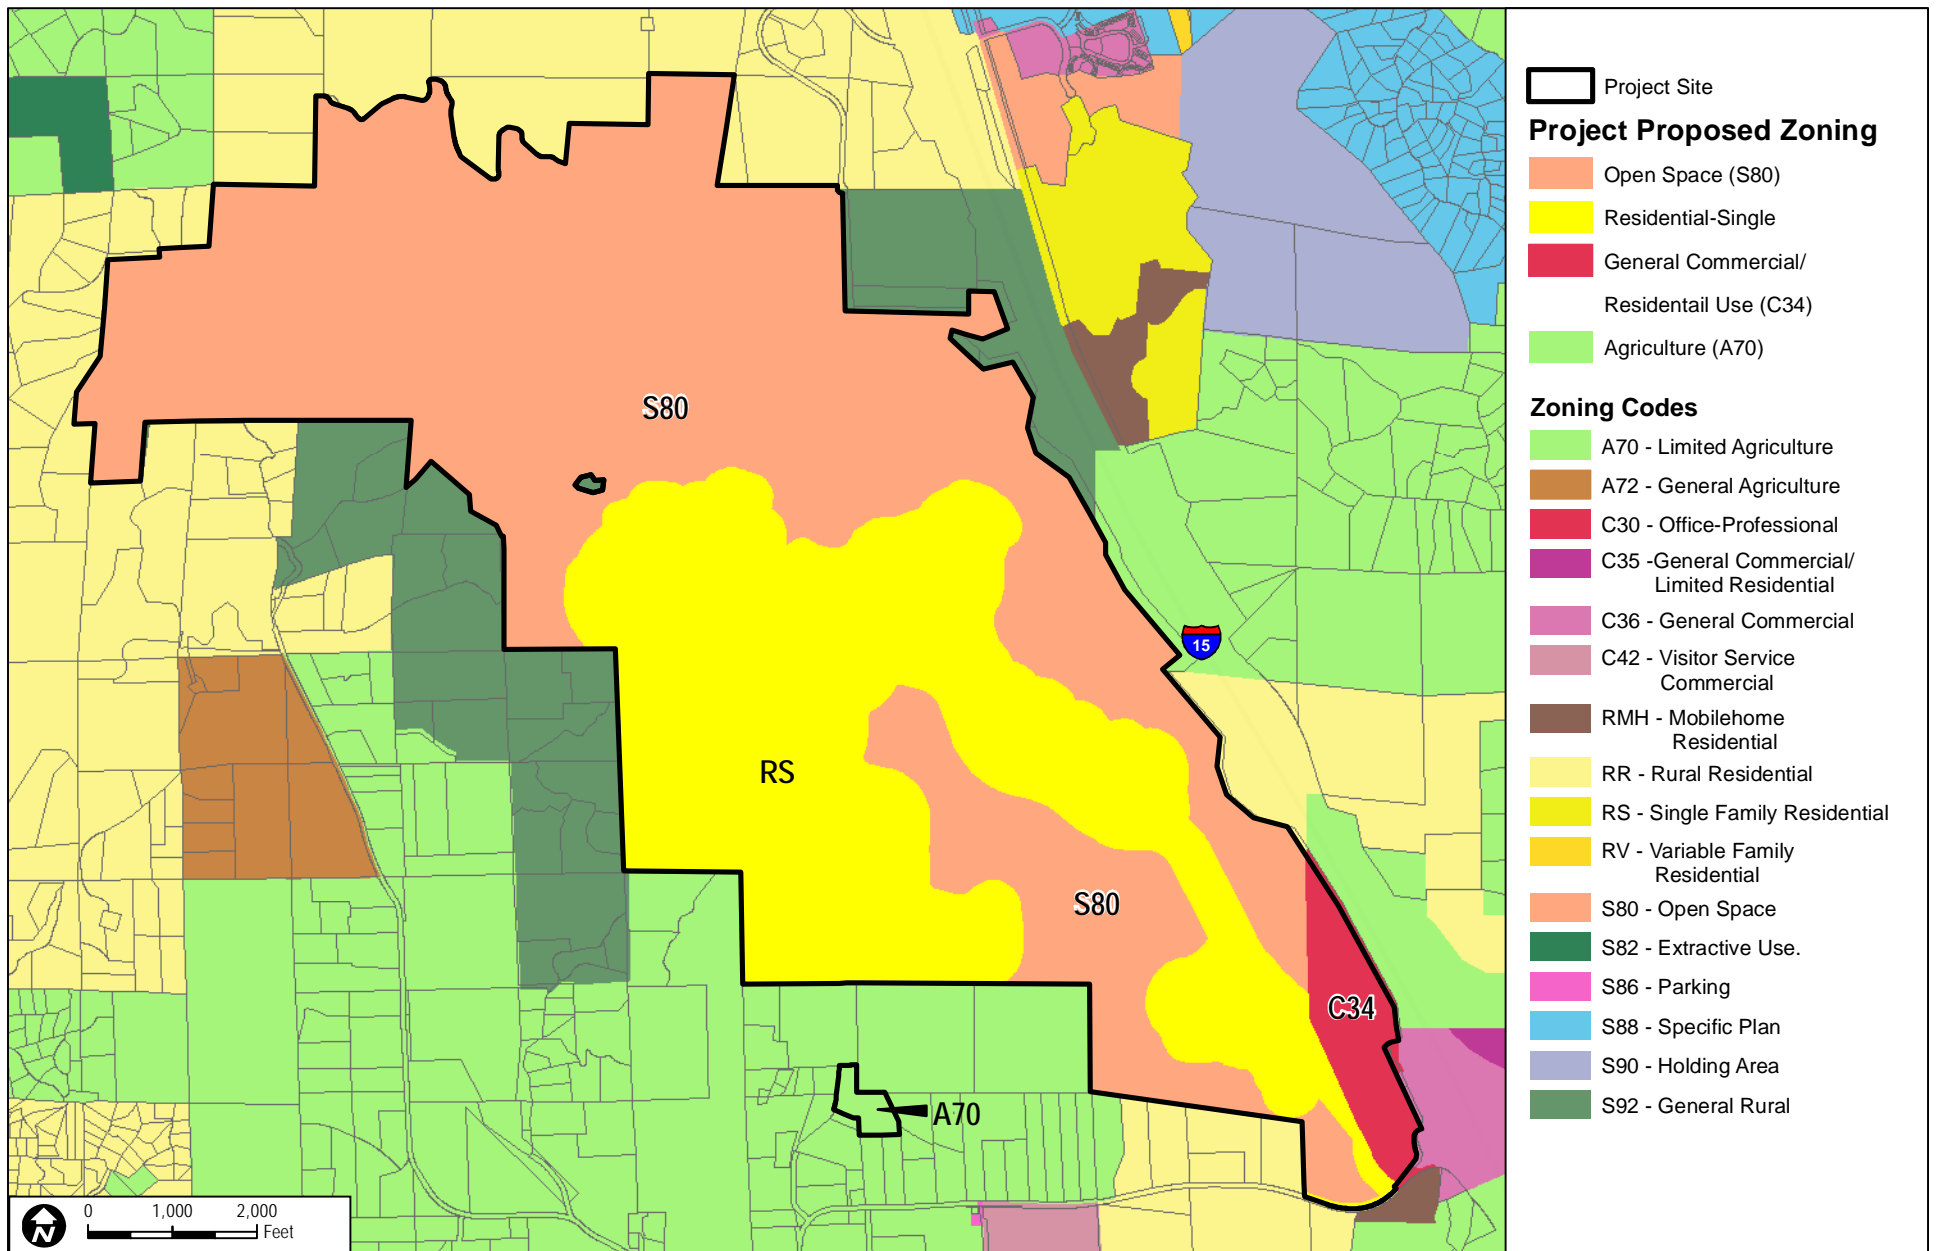 Project Site
Project Proposed Zoning
Open Space (S80)
Residential-Single
General Commercial/
Residentail Use (C34)
Agriculture (A70)
Zoning Codes
A70 - Limited Agriculture
A72 - General Agriculture
C30 - Office-Professional
C35 -General Commercial/
Limited Residential
C36 - General Commercial
C42 - Visitor Service
Commercial
RMH - Mobilehome
Residential
RR - Rural Residential
RS - Single Family Residential
RV - Variable Family
Residential
S80 - Open Space
S82 - Extractive Use.
S86 - Parking
S88 - Specific Plan
S90 - Holding Area
S92 - General Rural
S80
15
RS
S80
C34
A70
N
0 1,000 2,000
Feet